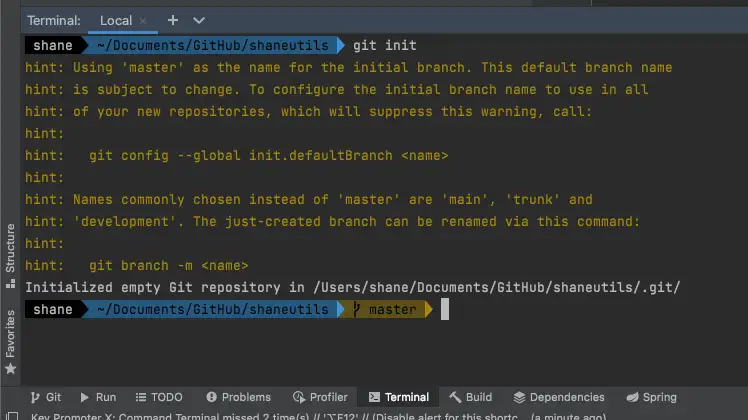 Terminal: Local × +
shane ~/Documents/GitHub/shaneutils git init
hint: Using 'master' as the name for the initial branch. This default branch name
hint: is subject to change. To configure the initial branch name to use in all
hint: of your new repositories, which will suppress this warning, call:
hint:
hint:   git config --global init.defaultBranch <name>
hint:
hint: Names commonly chosen instead of 'master' are 'main', 'trunk' and
hint: 'development'. The just-created branch can be renamed via this command:
hint:
hint:   git branch -m <name>
Initialized empty Git repository in /Users/shane/Documents/GitHub/shaneutils/.git/
shane ~/Documents/GitHub/shaneutils master
Structure
Favorites
Git Run TODO Problems Profiler Terminal Build Dependencies Spring
Key Promoter X: Command Terminal missed 2 time(s) // '⌥F12' // (Disable alert for this shortc... (a minute ago)